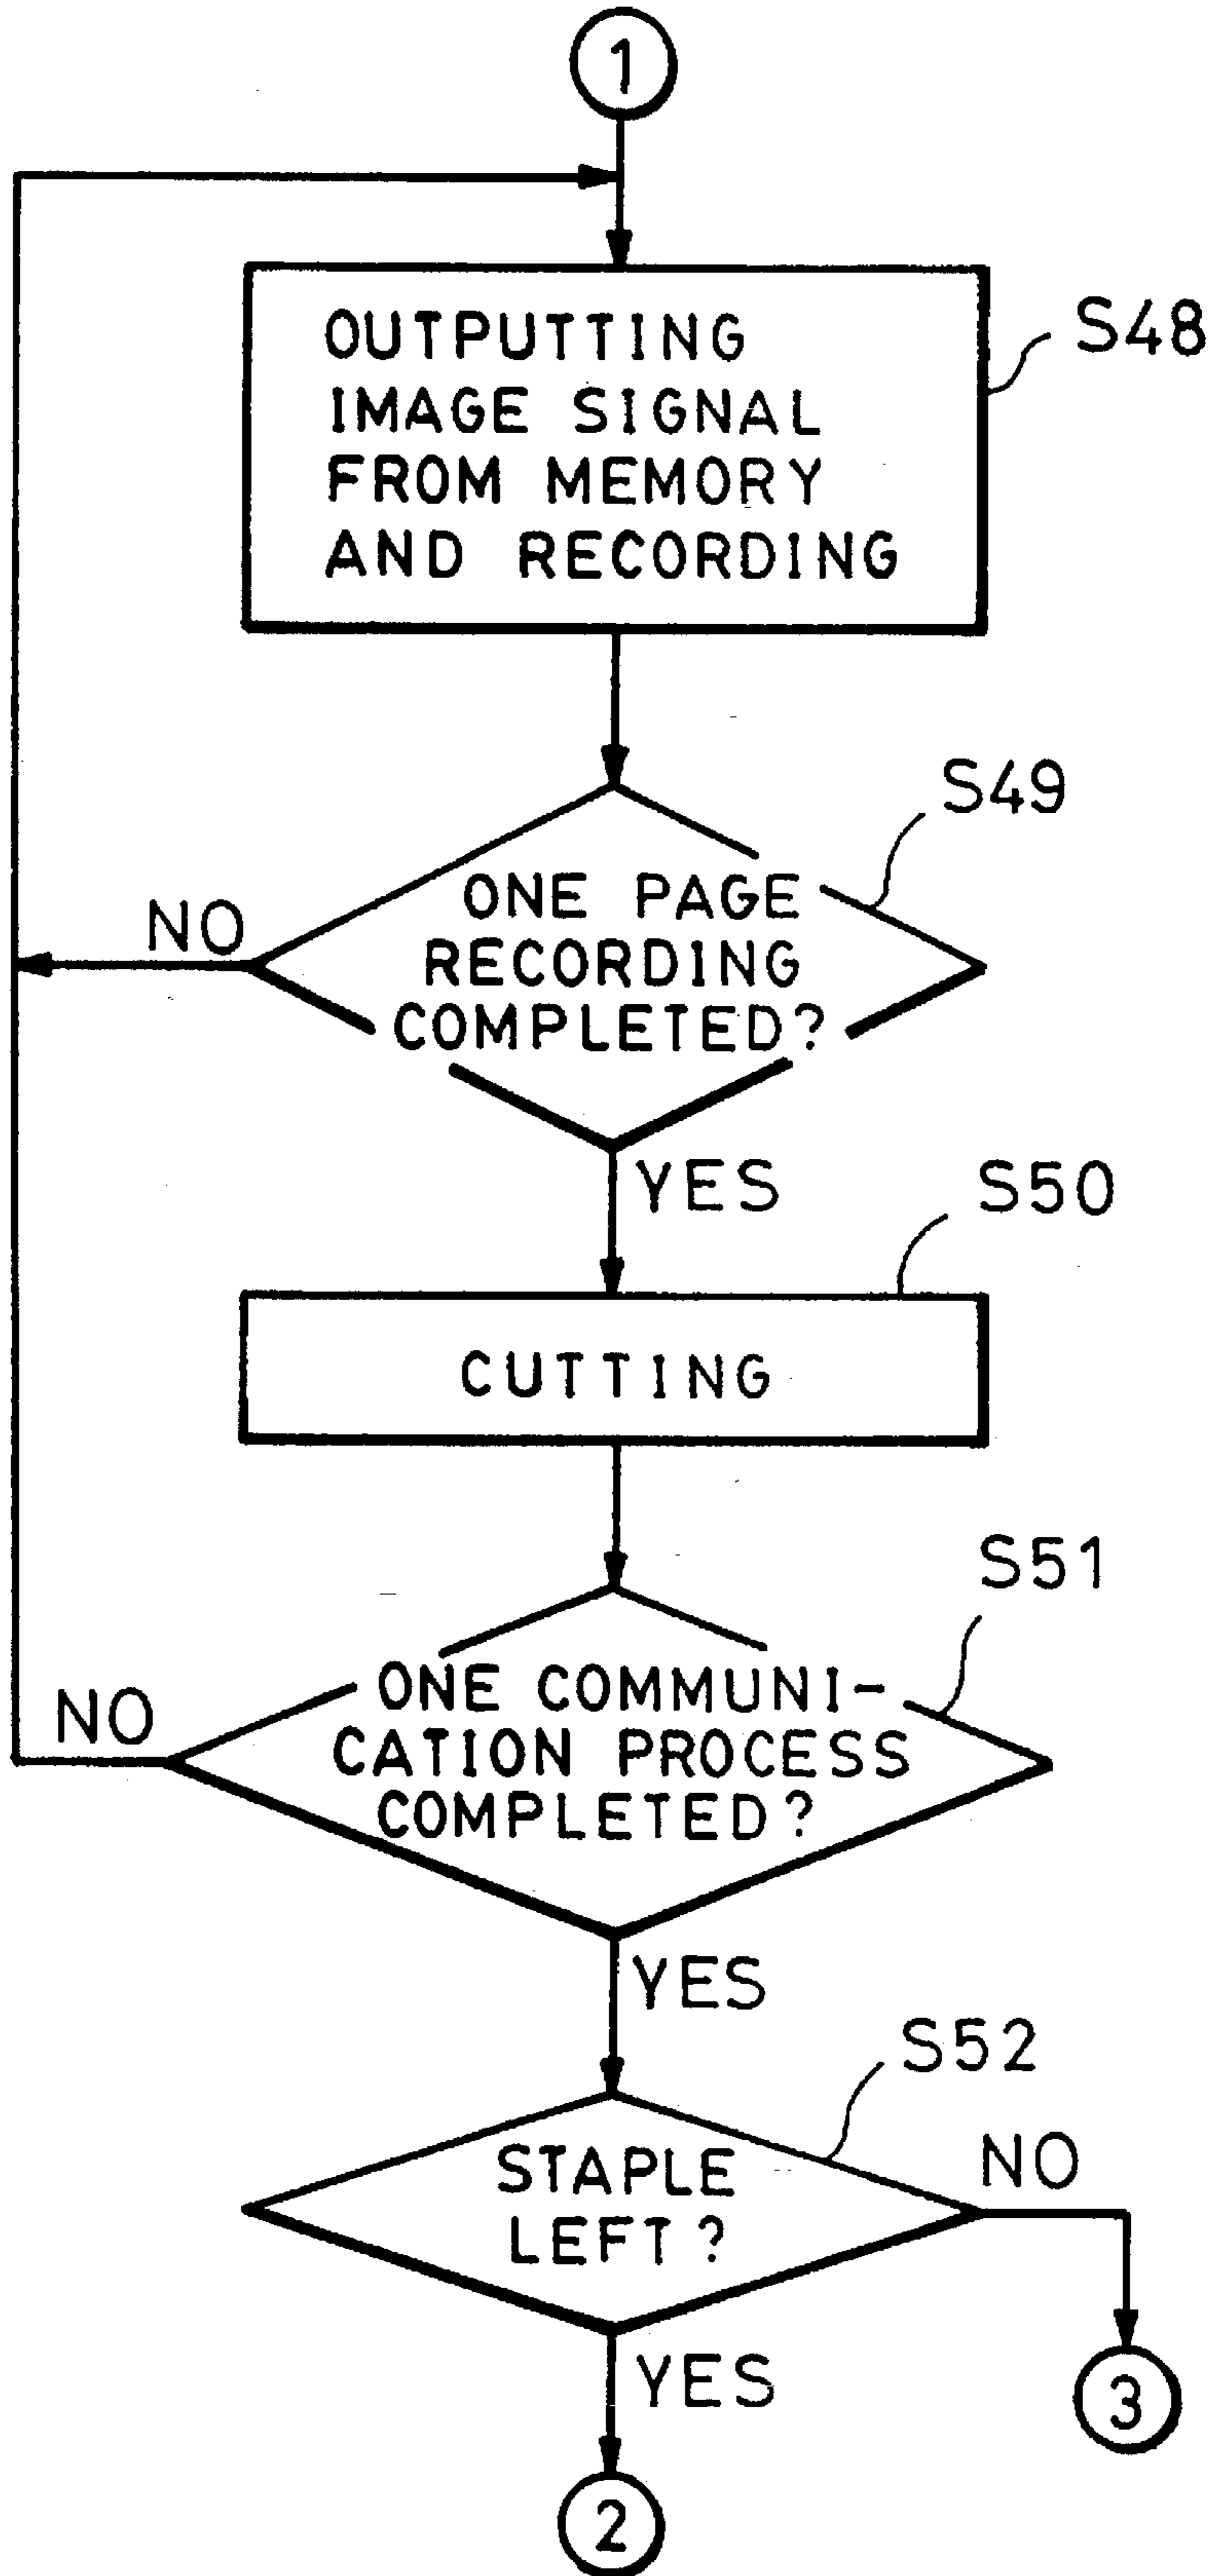 1
OUTPUTTING
IMAGE SIGNAL
FROM MEMORY
AND RECORDING
S48
S49
ONE PAGE
RECORDING
COMPLETED?
NO
YES
S50
CUTTING
S51
ONE COMMUNI-
CATION PROCESS
COMPLETED?
NO
YES
S52
STAPLE
LEFT?
NO
YES
3
2